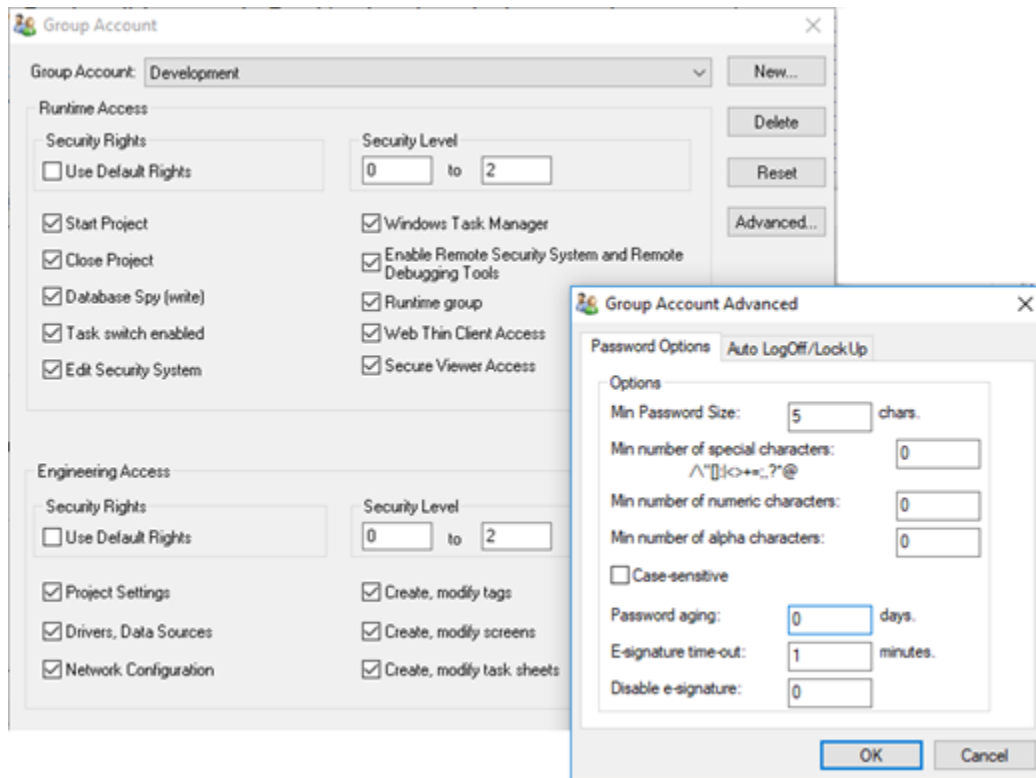 Group Account
Group Account: Development
New...
Runtime Access
Delete
Security Rights
Use Default Rights
Security Level
0 to 2
Reset
Advanced...
Start Project
Close Project
Database Spy (write)
Task switch enabled
Edit Security System
Windows Task Manager
Enable Remote Security System and Remote
Debugging Tools
Runtime group
Web Thin Client Access
Secure Viewer Access
Engineering Access
Security Rights
Use Default Rights
Security Level
0 to 2
Project Settings
Drivers, Data Sources
Network Configuration
Create, modify tags
Create, modify screens
Create, modify task sheets
Group Account Advanced
Password Options
Auto LogOff/LockUp
Options
Min Password Size: 5 chars.
Min number of special characters: 0
Min number of numeric characters: 0
Min number of alpha characters: 0
Case-sensitive
Password aging: 0 days.
E-signature time-out: 1 minutes.
Disable e-signature: 0
OK
Cancel